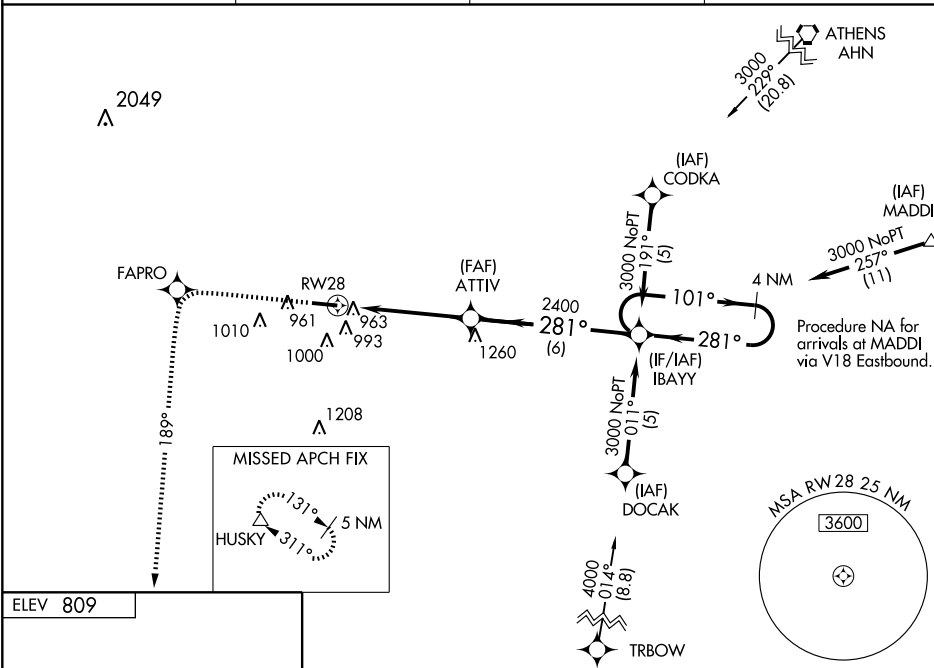 ATHENS
AHN
3000
229°
(20.8)
2049
(IAF)
CODKA
(IAF)
MADDI
3000 NoPT
257°
(11)
3000 NoPT
191°
(5)
4 NM
101°
FAPRO
RW28
(FAF)
ATTIV
2400
281°
(6)
281°
1010
961
963
993
1000
1260
(IF/IAF)
IBAYY
Procedure NA for
arrivals at MADDI
via V18 Eastbound.
3000 NoPT
011°
(5)
189°
1208
MISSED APCH FIX
131°
5 NM
HUSKY
311°
(IAF)
DOCAK
MSA RW 28 25 NM
3600
4000
014°
(8.8)
ELEV 809
TRBOW